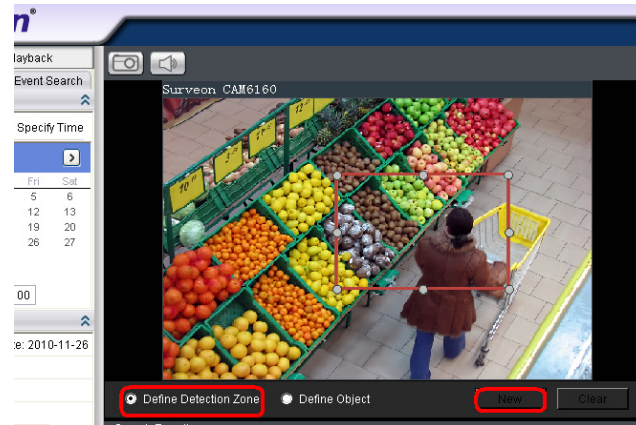 n®
layback
Event Search
Surveon CAM6160
Specify Time
Fri Sat
5 6
12 13
19 20
26 27
00
te: 2010-11-26
Define Detection Zone
Define Object
New
Clear